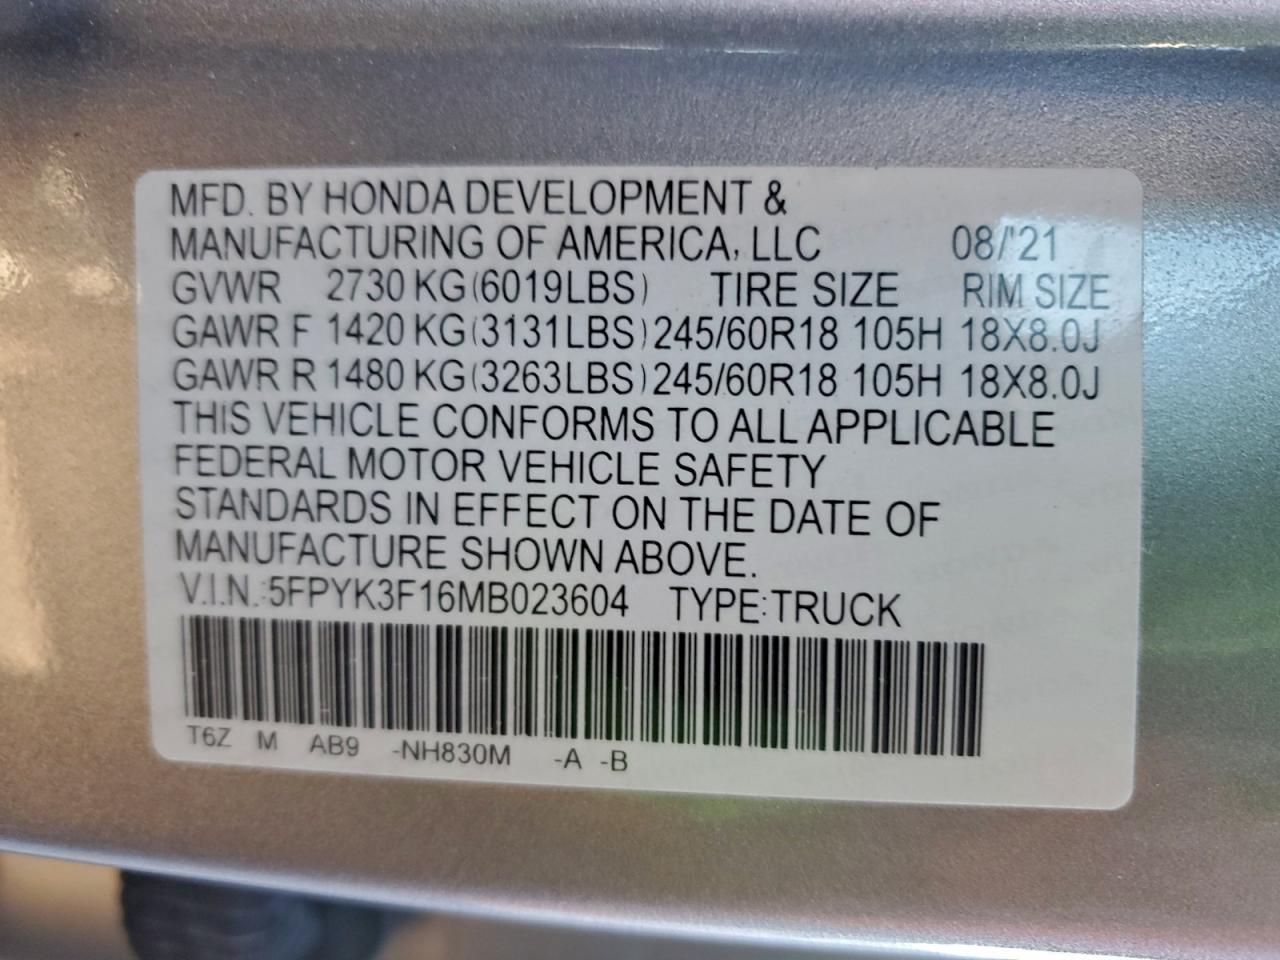 MFD. BY HONDA DEVELOPMENT &
MANUFACTURING OF AMERICA, LLC 08/'21
GVWR 2730 KG(6019LBS) TIRE SIZE RIM SIZE
GAWR F 1420 KG(3131LBS) 245/60R18 105H 18X8.0J
GAWR R 1480 KG(3263LBS) 245/60R18 105H 18X8.0J
THIS VEHICLE CONFORMS TO ALL APPLICABLE
FEDERAL MOTOR VEHICLE SAFETY
STANDARDS IN EFFECT ON THE DATE OF
MANUFACTURE SHOWN ABOVE.
V.I.N.:5FPYK3F16MB023604 TYPE:TRUCK
T6Z M AB9 -NH830M -A -B